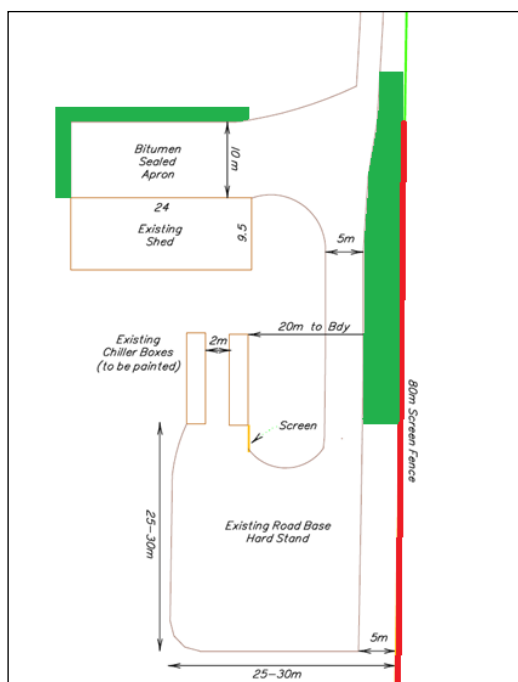 Bitumen
Sealed
Apron
10m
24
Existing
Shed
9.5
5m
Existing
Chiller Boxes
(to be painted)
2m
20m to Bdy
Screen
80m Screen Fence
25-30m
Existing Road Base
Hard Stand
5m
25-30m